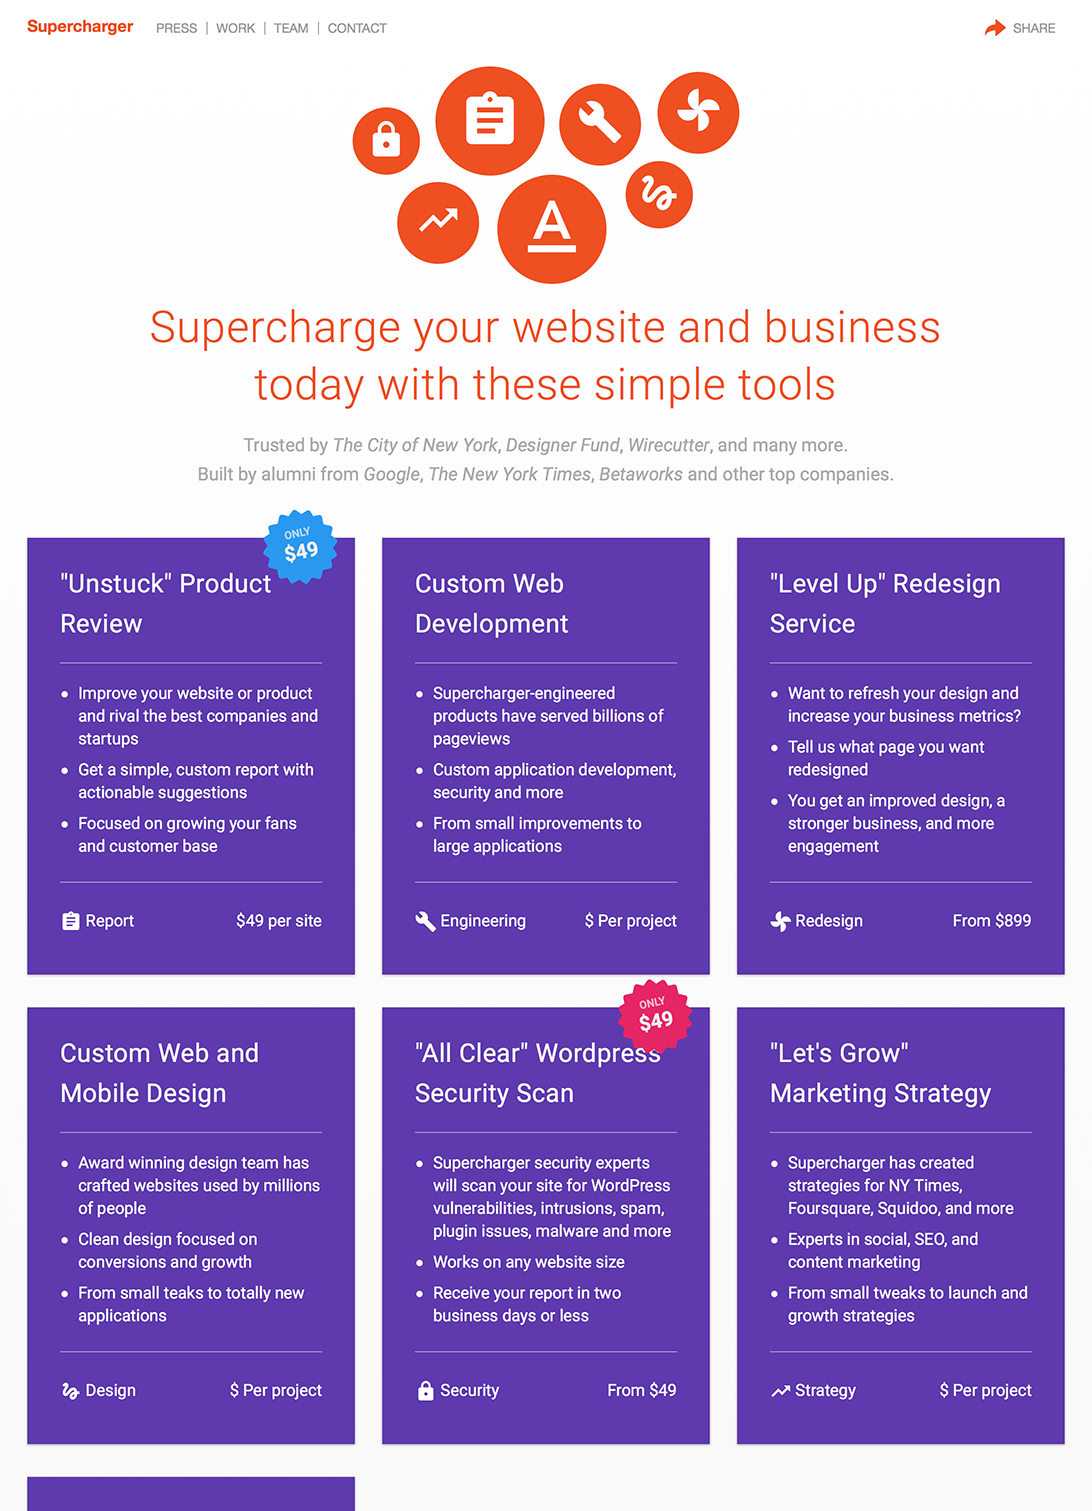 Supercharger PRESS | WORK | TEAM | CONTACT SHARE
A
Supercharge your website and business
today with these simple tools
Trusted by The City of New York, Designer Fund, Wirecutter, and many more.
Built by alumni from Google, The New York Times, Betaworks and other top companies.
ONLY
$49
"Unstuck" Product
Review
• Improve your website or product
and rival the best companies and
startups
• Get a simple, custom report with
actionable suggestions
• Focused on growing your fans
and customer base
Report $49 per site
Custom Web
Development
• Supercharger-engineered
products have served billions of
pageviews
• Custom application development,
security and more
• From small improvements to
large applications
Engineering $ Per project
"Level Up" Redesign
Service
• Want to refresh your design and
increase your business metrics?
• Tell us what page you want
redesigned
• You get an improved design, a
stronger business, and more
engagement
Redesign From $899
Custom Web and
Mobile Design
• Award winning design team has
crafted websites used by millions
of people
• Clean design focused on
conversions and growth
• From small teaks to totally new
applications
Design $ Per project
ONLY
$49
"All Clear" Wordpress
Security Scan
• Supercharger security experts
will scan your site for WordPress
vulnerabilities, intrusions, spam,
plugin issues, malware and more
• Works on any website size
• Receive your report in two
business days or less
Security From $49
"Let's Grow"
Marketing Strategy
• Supercharger has created
strategies for NY Times,
Foursquare, Squidoo, and more
• Experts in social, SEO, and
content marketing
• From small tweaks to launch and
growth strategies
Strategy $ Per project